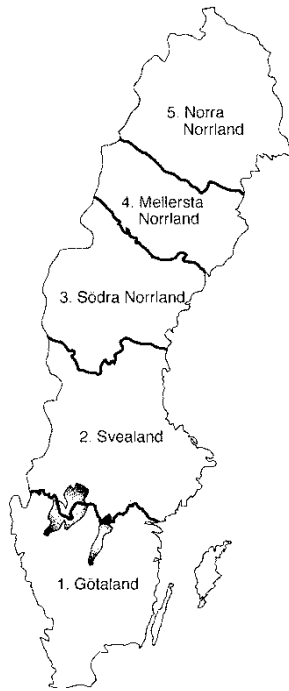 5. Norra
Norrland
4. Mellersta
Norrland
3. Södra Norrland
2. Svealand
1. Götaland